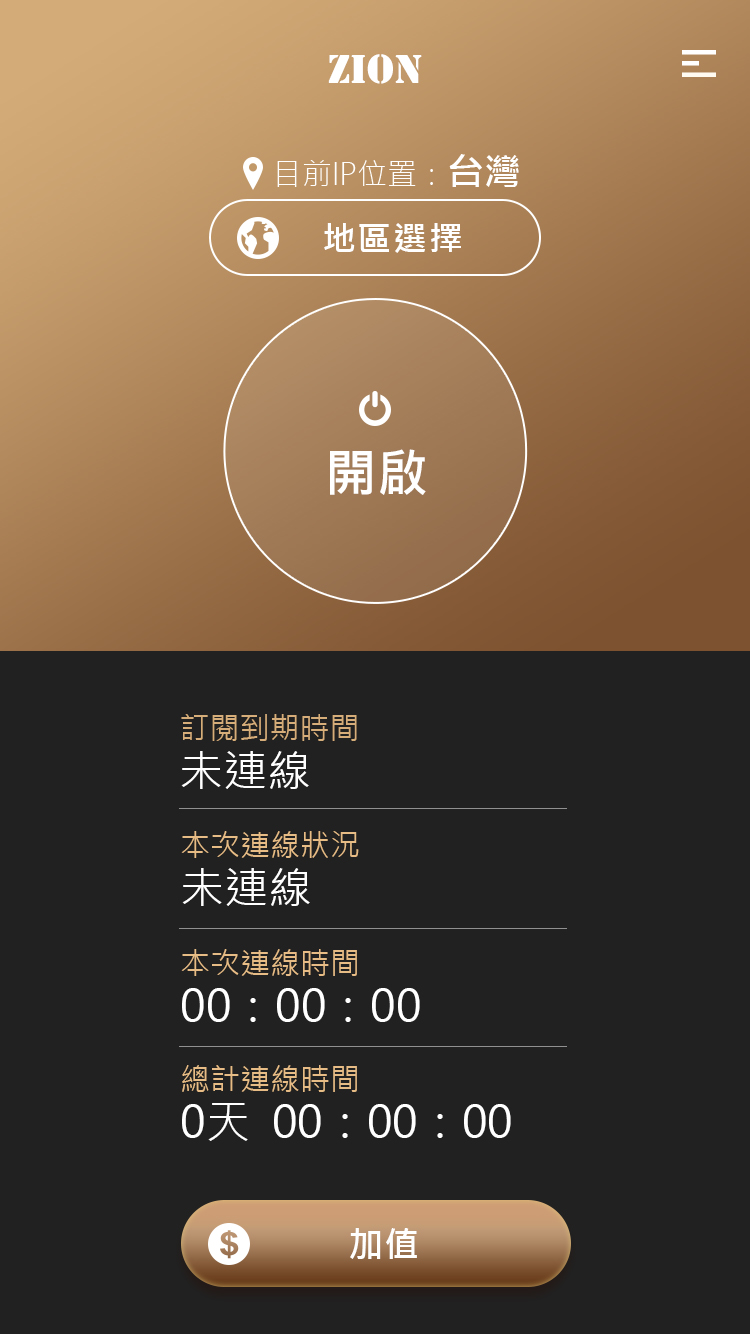 ZION
目前IP位置：台灣
地區選擇
開啟
訂閱到期時間
未連線
本次連線狀況
未連線
本次連線時間
00 : 00 : 00
總計連線時間
0天 00 : 00 : 00
$ 加值